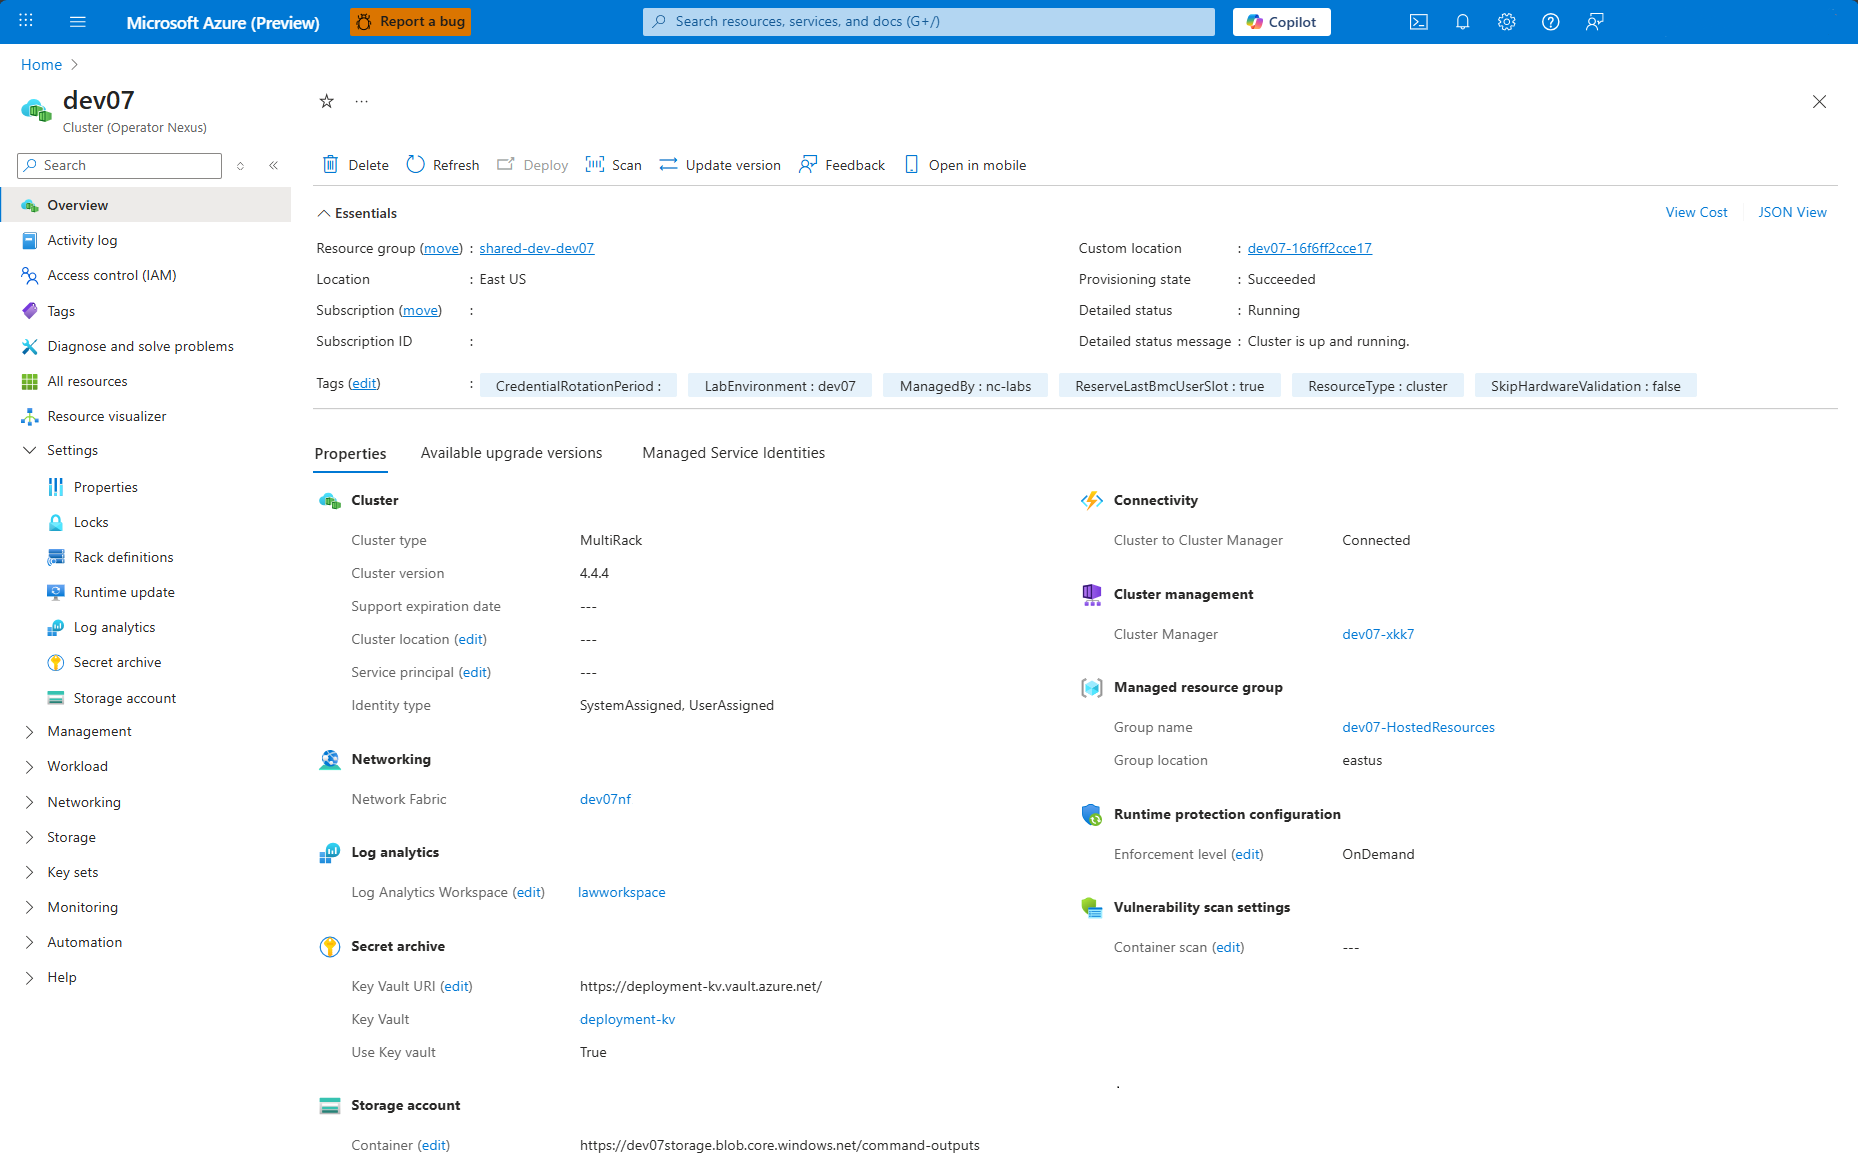 Microsoft Azure (Preview)
Report a bug
Search resources, services, and docs (G+/)
Copilot
Home
dev07
Cluster (Operator Nexus)
Search
Overview
Activity log
Access control (IAM)
Tags
Diagnose and solve problems
All resources
Resource visualizer
Settings
Properties
Locks
Rack definitions
Runtime update
Log analytics
Secret archive
Storage account
Management
Workload
Networking
Storage
Key sets
Monitoring
Automation
Help
Delete
Refresh
Deploy
Scan
Update version
Feedback
Open in mobile
Essentials
View Cost
JSON View
Resource group (move) : shared-dev-dev07
Location : East US
Subscription (move) :
Subscription ID :
Custom location : dev07-16f6ff2cce17
Provisioning state : Succeeded
Detailed status : Running
Detailed status message : Cluster is up and running.
Tags (edit) : CredentialRotationPeriod : LabEnvironment : dev07 ManagedBy : nc-labs ReserveLastBmcUserSlot : true ResourceType : cluster SkipHardwareValidation : false
Properties
Available upgrade versions
Managed Service Identities
Cluster
Cluster type MultiRack
Cluster version 4.4.4
Support expiration date ---
Cluster location (edit) ---
Service principal (edit) ---
Identity type SystemAssigned, UserAssigned
Networking
Network Fabric dev07nf
Log analytics
Log Analytics Workspace (edit) lawworkspace
Secret archive
Key Vault URI (edit) https://deployment-kv.vault.azure.net/
Key Vault deployment-kv
Use Key vault True
Storage account
Container (edit) https://dev07storage.blob.core.windows.net/command-outputs
Connectivity
Cluster to Cluster Manager Connected
Cluster management
Cluster Manager dev07-xkk7
Managed resource group
Group name dev07-HostedResources
Group location eastus
Runtime protection configuration
Enforcement level (edit) OnDemand
Vulnerability scan settings
Container scan (edit) ---